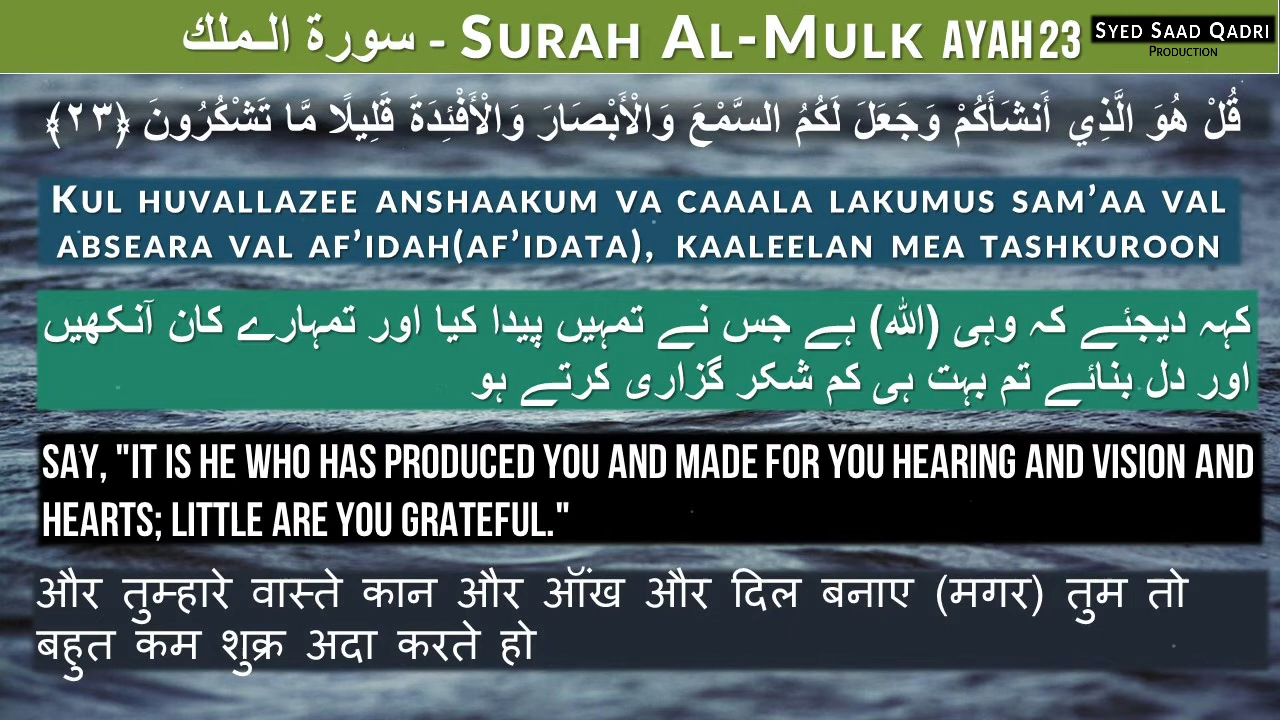 سورة الـملك - SURAH AL-MULK AYAH 23
SYED SAAD QADRI
PRODUCTION
قُلْ هُوَ الَّذِي أَنشَأَكُمْ وَجَعَلَ لَكُمُ السَّمْعَ وَالْأَبْصَارَ وَالْأَفْئِدَةَ قَلِيلًا مَّا تَشْكُرُونَ ﴿٢٣﴾
KUL HUVALLAZEE ANSHAAKUM VA CAAALA LAKUMUS SAM’AA VAL
ABSEARA VAL AF’IDAH(AF’IDATA), KAALEELAN MEA TASHKUROON
کہہ دیجئے کہ وہی (الله) ہے جس نے تمہیں پیدا کیا اور تمہارے کان آنکھیں
اور دل بنائے تم بہت ہی کم شکر گزاری کرتے ہو
SAY, "IT IS HE WHO HAS PRODUCED YOU AND MADE FOR YOU HEARING AND VISION AND
HEARTS; LITTLE ARE YOU GRATEFUL."
और तुम्हारे वास्ते कान और ऑंख और दिल बनाए (मगर) तुम तो
बहुत कम शुक्र अदा करते हो